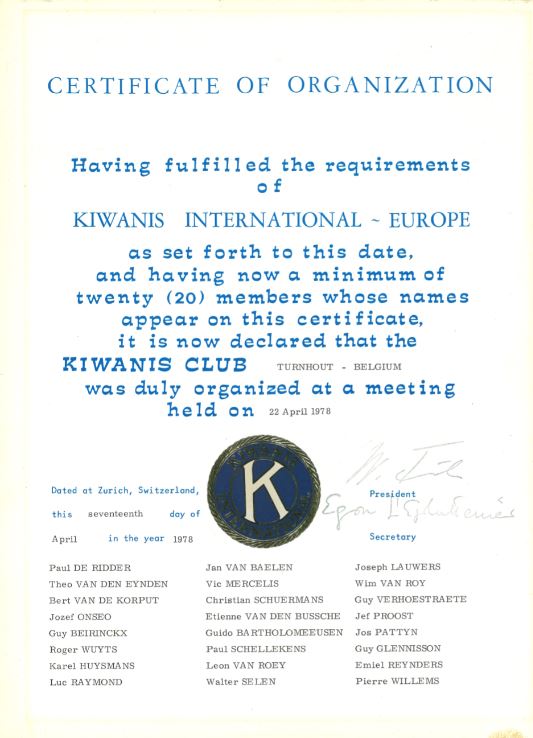 CERTIFICATE OF ORGANIZATION
Having fulfilled the requirements
of
KIWANIS INTERNATIONAL ~ EUROPE
as set forth to this date,
and having now a minimum of
twenty (20) members whose names
appear on this certificate,
it is now declared that the
KIWANIS CLUB TURNHOUT - BELGIUM
was duly organized at a meeting
held on 22 April 1978
K
Dated at Zurich, Switzerland,
this seventeenth day of
April in the year 1978
President
Egon
Secretary
Paul DE RIDDER
Theo VAN DEN EYNDEN
Bert VAN DE KORPUT
Jozef ONSEO
Guy BEIRINCKX
Roger WUYTS
Karel HUYSMANS
Luc RAYMOND
Jan VAN BAELEN
Vic MERCELIS
Christian SCHUERMANS
Etienne VAN DEN BUSSCHE
Guido BARTHOLOMEEUSEN
Paul SCHELLEKENS
Leon VAN ROEY
Walter SELEN
Joseph LAUWERS
Wim VAN ROY
Guy VERHOESTRAETE
Jef PROOST
Jos PATTYN
Guy GLENNISSON
Emiel REYNDERS
Pierre WILLEMS